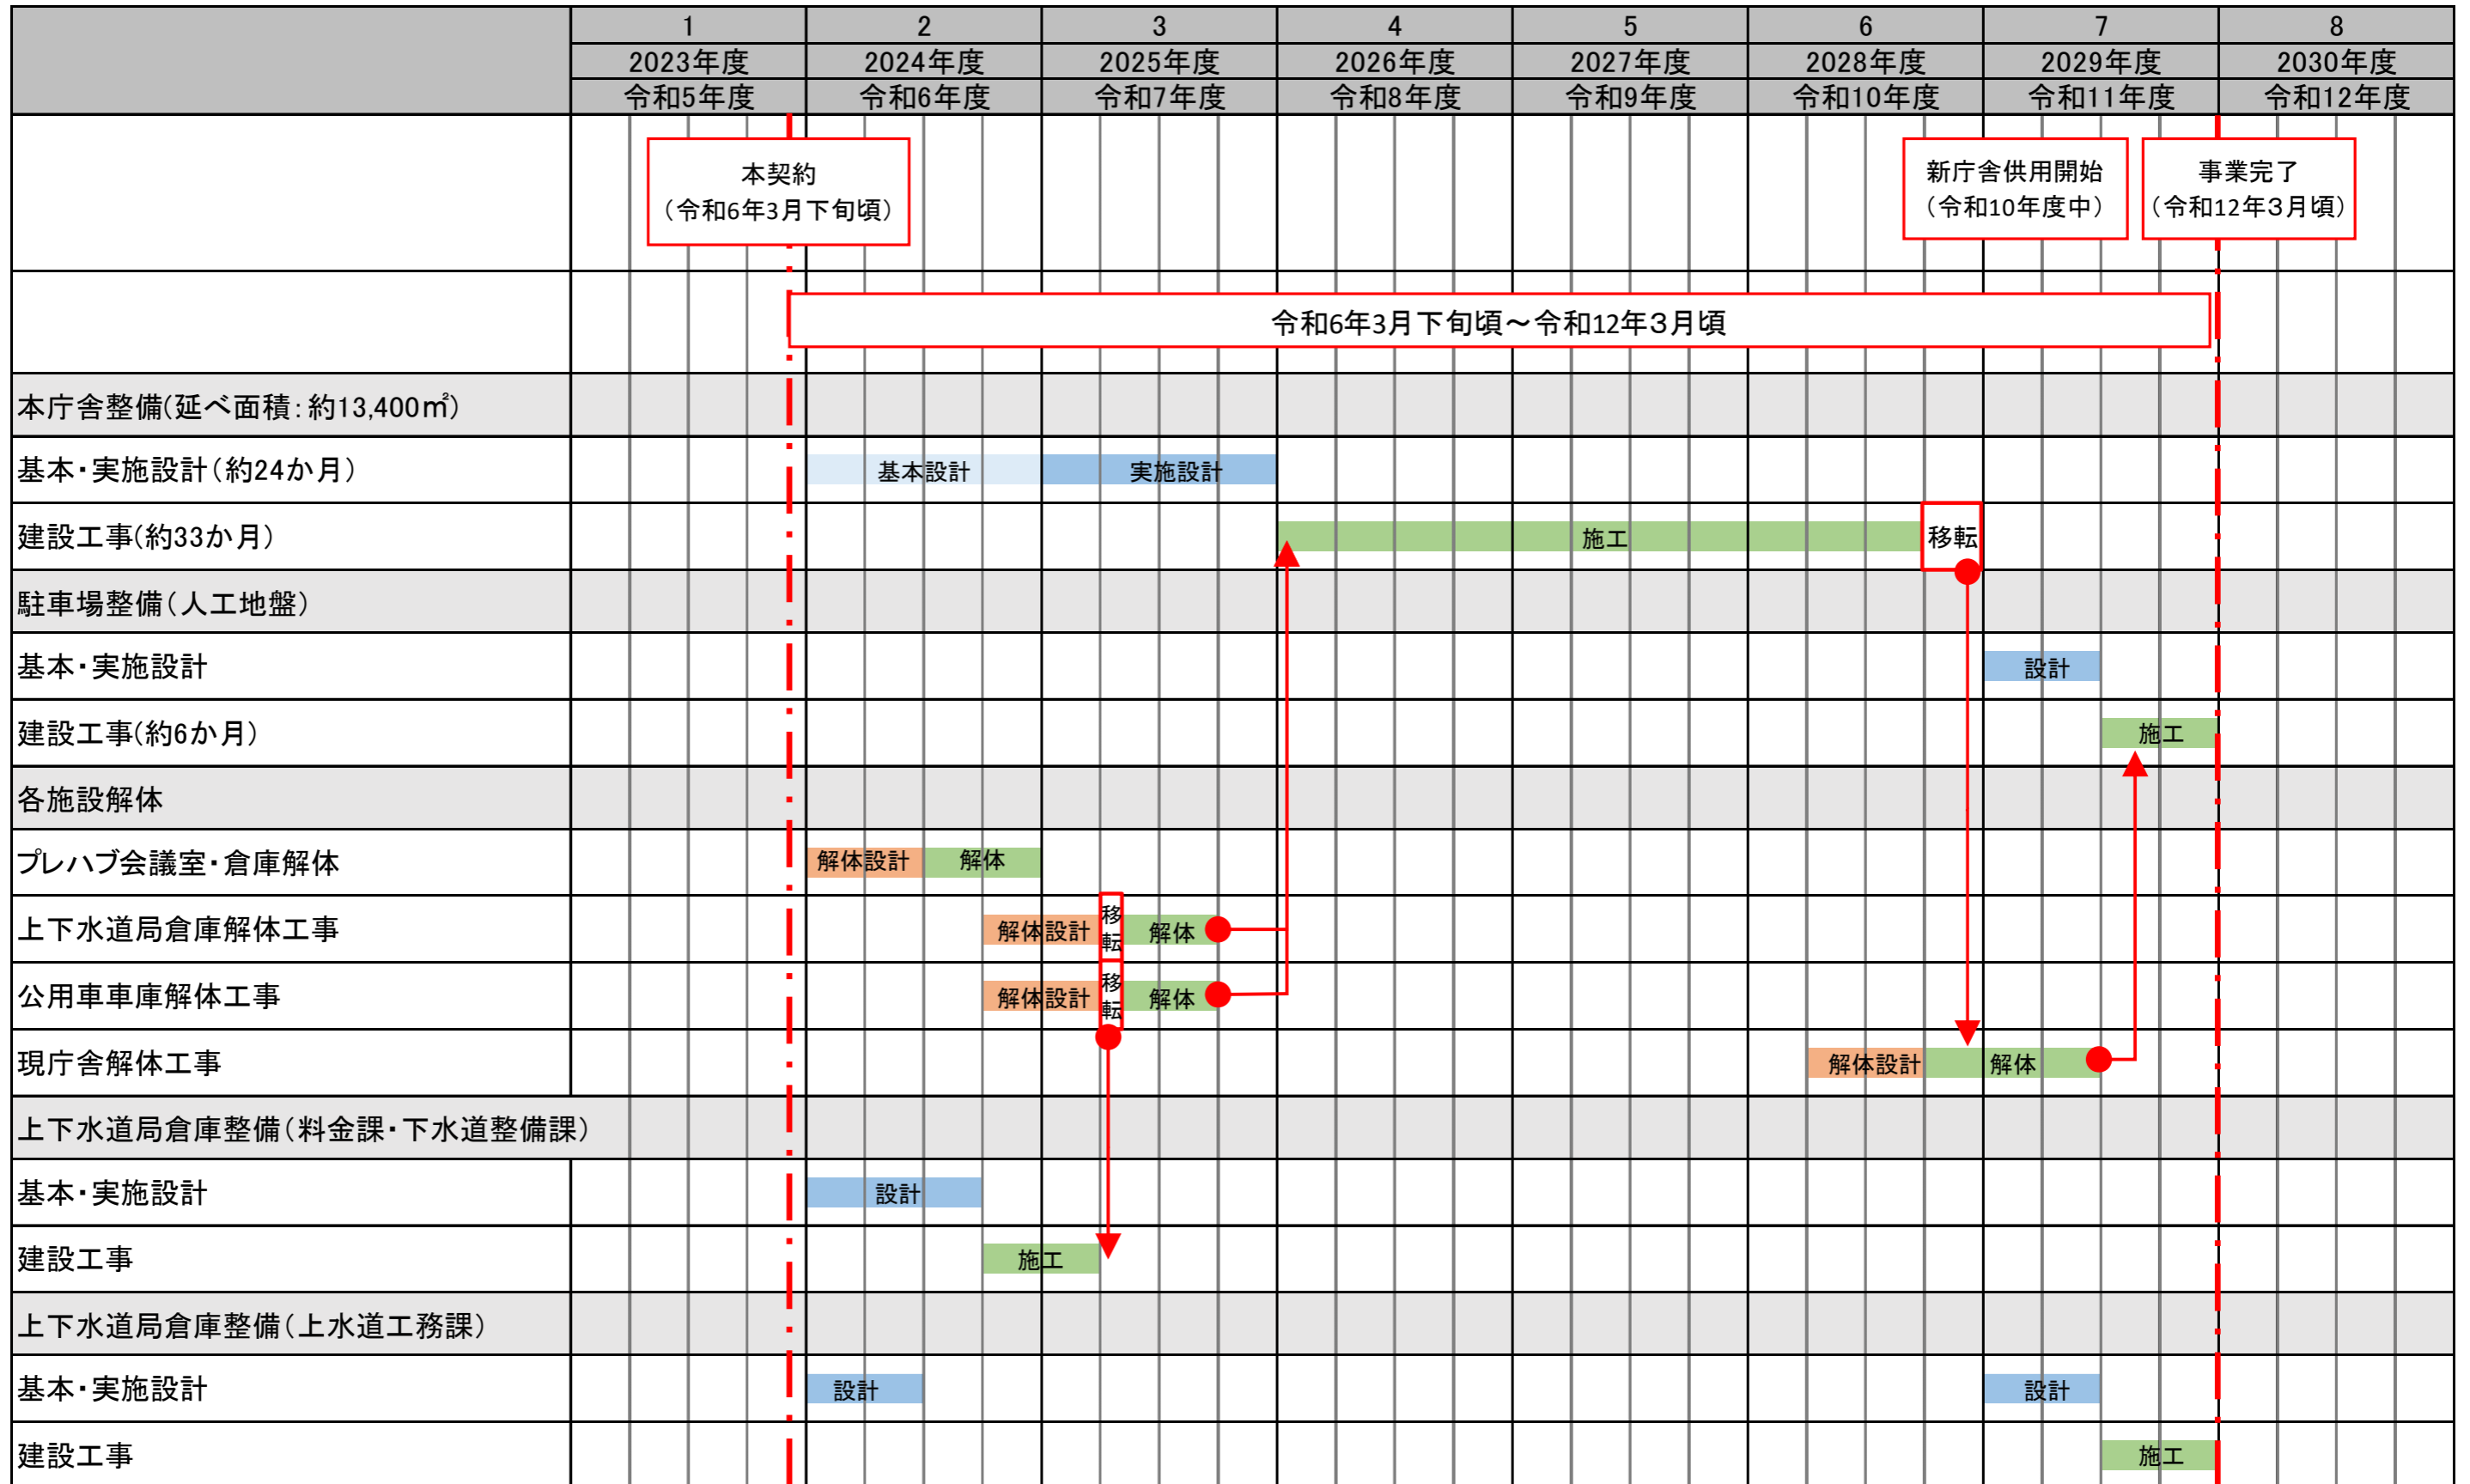 1 2 3 4 5 6 7 8
2023年度 2024年度 2025年度 2026年度 2027年度 2028年度 2029年度 2030年度
令和5年度 令和6年度 令和7年度 令和8年度 令和9年度 令和10年度 令和11年度 令和12年度
本契約
（令和6年3月下旬頃）
新庁舎供用開始
（令和10年度中）
事業完了
（令和12年３月頃）
令和6年3月下旬頃～令和12年３月頃
本庁舎整備(延べ面積：約13,400㎡)
基本・実施設計（約24か月） 基本設計 実施設計
建設工事(約33か月) 施工 移転
駐車場整備（人工地盤）
基本・実施設計 設計
建設工事(約6か月) 施工
各施設解体
プレハブ会議室・倉庫解体 解体設計 解体
上下水道局倉庫解体工事 解体設計 移転 解体
公用車車庫解体工事 解体設計 移転 解体
現庁舎解体工事 解体設計 解体
上下水道局倉庫整備（料金課・下水道整備課）
基本・実施設計 設計
建設工事 施工
上下水道局倉庫整備（上水道工務課）
基本・実施設計 設計 設計
建設工事 施工